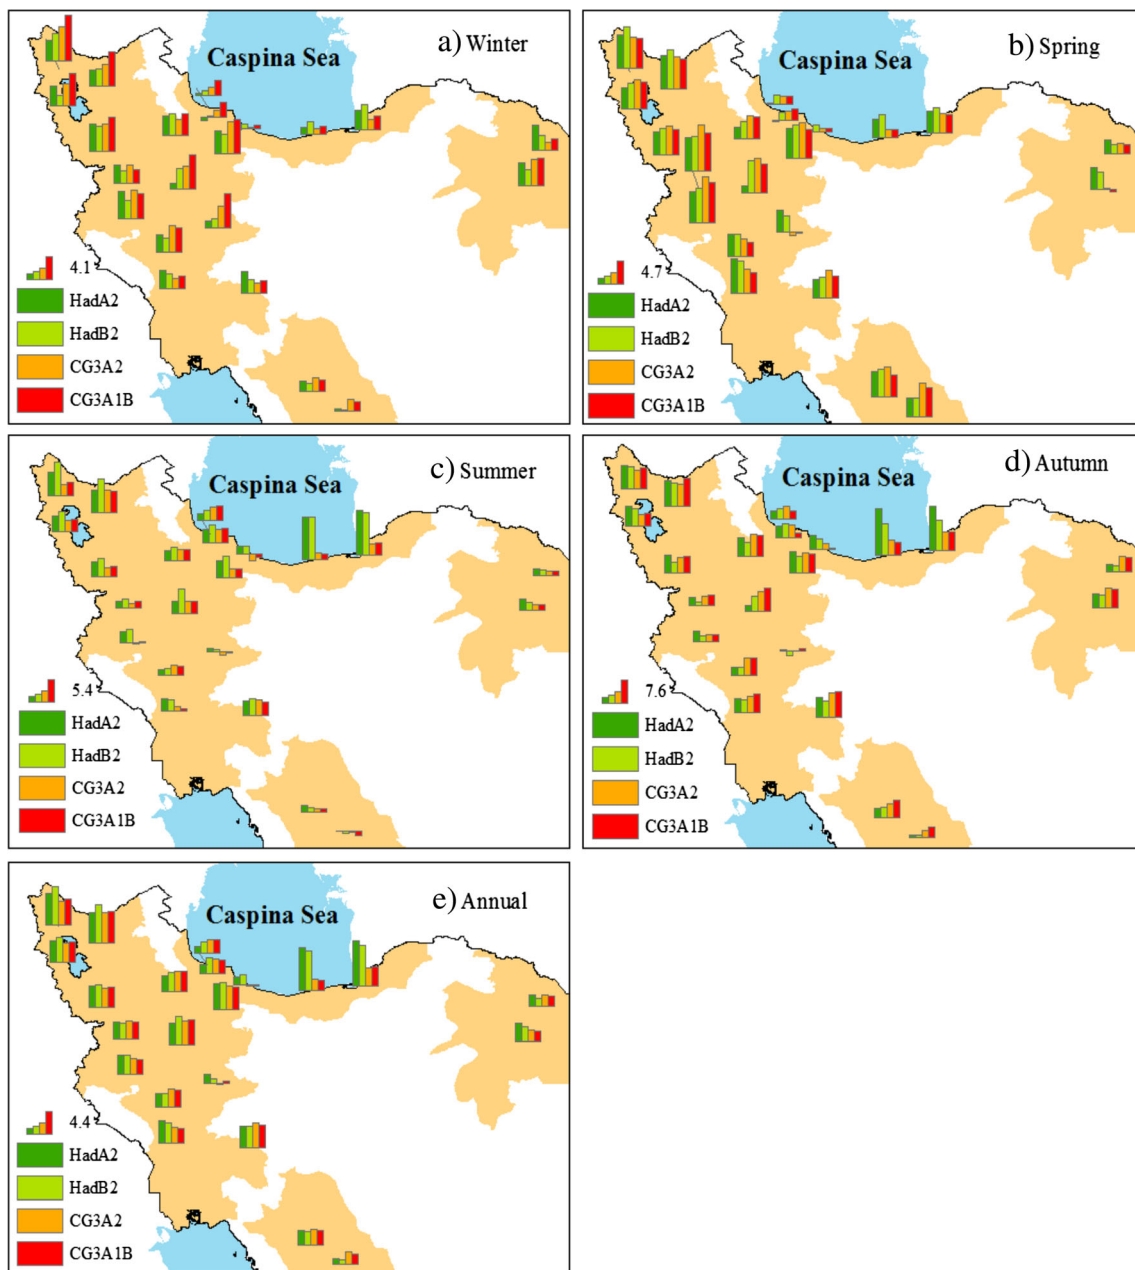 a) Winter
Caspina Sea
4.1
HadA2
HadB2
CG3A2
CG3A1B
b) Spring
Caspina Sea
4.7
HadA2
HadB2
CG3A2
CG3A1B
c) Summer
Caspina Sea
5.4
HadA2
HadB2
CG3A2
CG3A1B
d) Autumn
Caspina Sea
7.6
HadA2
HadB2
CG3A2
CG3A1B
e) Annual
Caspina Sea
4.4
HadA2
HadB2
CG3A2
CG3A1B